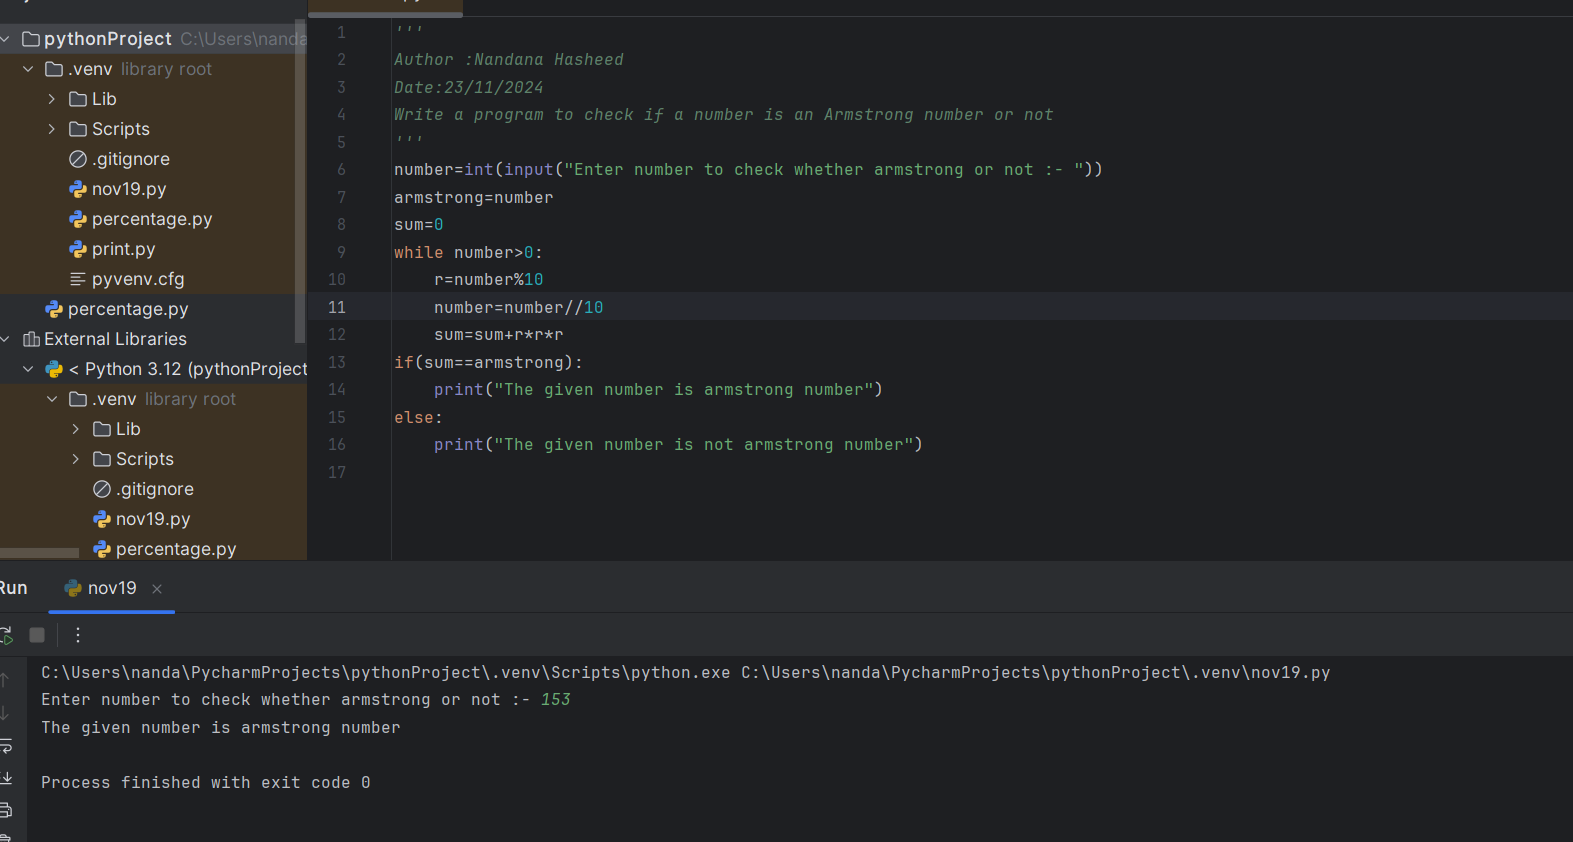 pythonProject C:\Users\nanda
.venv library root
Lib
Scripts
.gitignore
nov19.py
percentage.py
print.py
pyvenv.cfg
percentage.py
External Libraries
< Python 3.12 (pythonProject
.venv library root
Lib
Scripts
.gitignore
nov19.py
percentage.py
1 '''
2 Author :Nandana Hasheed
3 Date:23/11/2024
4 Write a program to check if a number is an Armstrong number or not
5 '''
6 number=int(input("Enter number to check whether armstrong or not :- "))
7 armstrong=number
8 sum=0
9 while number>0:
10     r=number%10
11     number=number//10
12     sum=sum+r*r*r
13 if(sum==armstrong):
14     print("The given number is armstrong number")
15 else:
16     print("The given number is not armstrong number")
17
Run nov19
C:\Users\nanda\PycharmProjects\pythonProject\.venv\Scripts\python.exe C:\Users\nanda\PycharmProjects\pythonProject\.venv\nov19.py
Enter number to check whether armstrong or not :- 153
The given number is armstrong number
Process finished with exit code 0